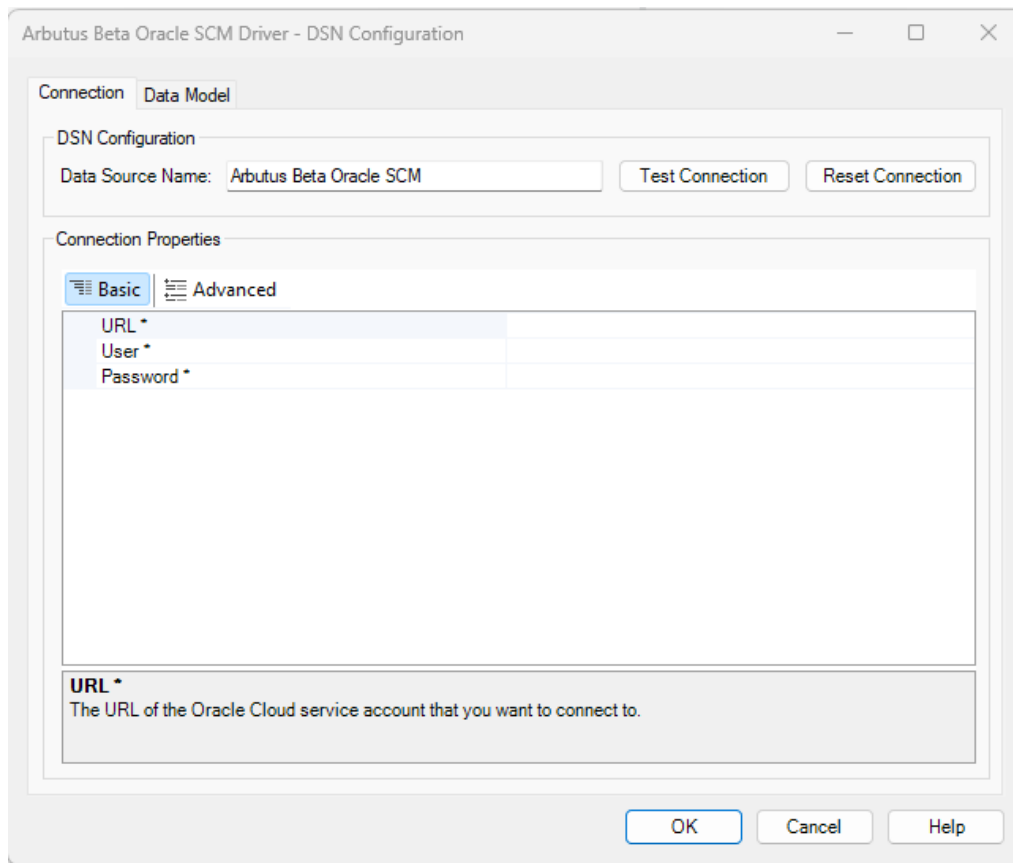 Arbutus Beta Oracle SCM Driver - DSN Configuration
Connection Data Model
DSN Configuration
Data Source Name: Arbutus Beta Oracle SCM Test Connection Reset Connection
Connection Properties
Basic Advanced
URL *
User *
Password *
URL *
The URL of the Oracle Cloud service account that you want to connect to.
OK Cancel Help